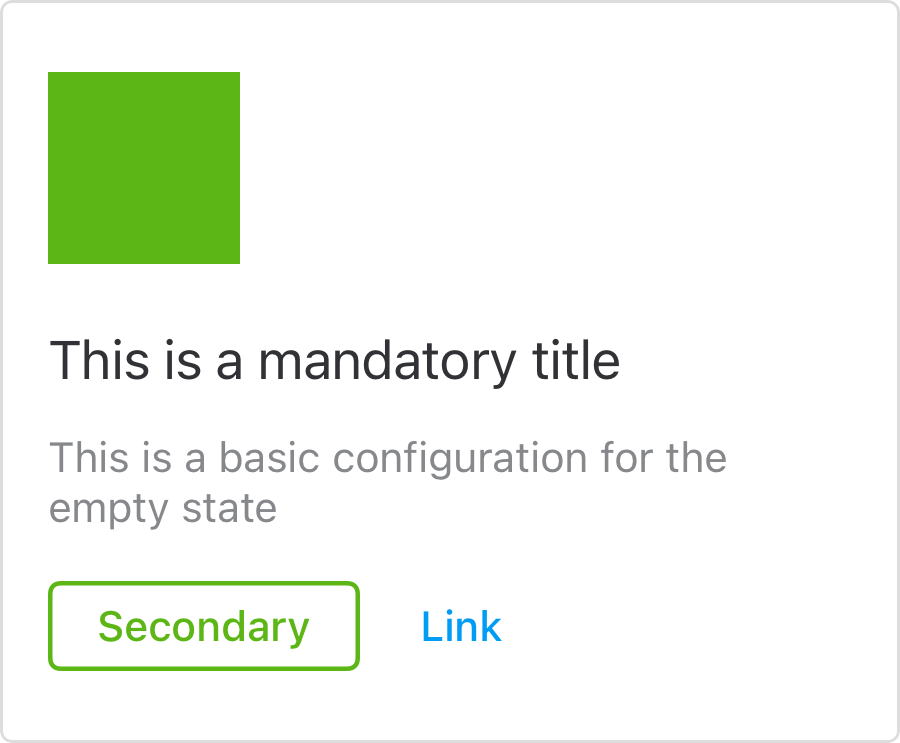 This is a mandatory title
This is a basic configuration for the
empty state
Secondary
Link